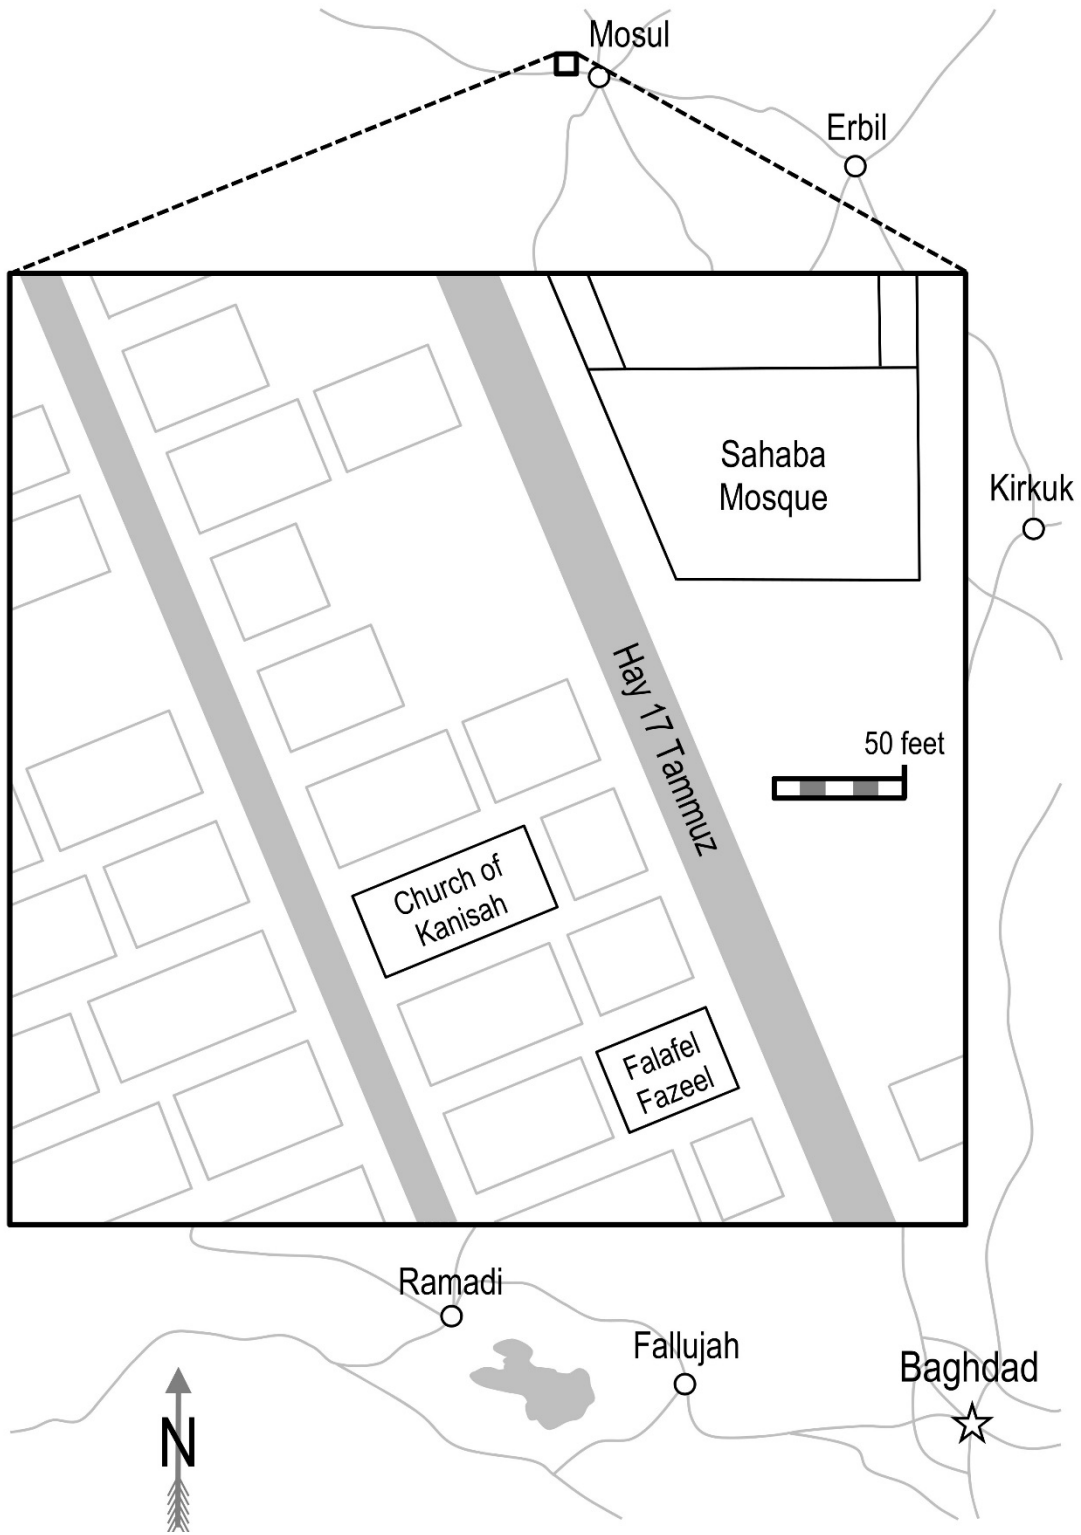 Mosul
Erbil
Sahaba
Mosque
Kirkuk
Hay 17 Tammuz
50 feet
Church of
Kanisah
Falafel
Fazeel
Ramadi
Fallujah
Baghdad
N